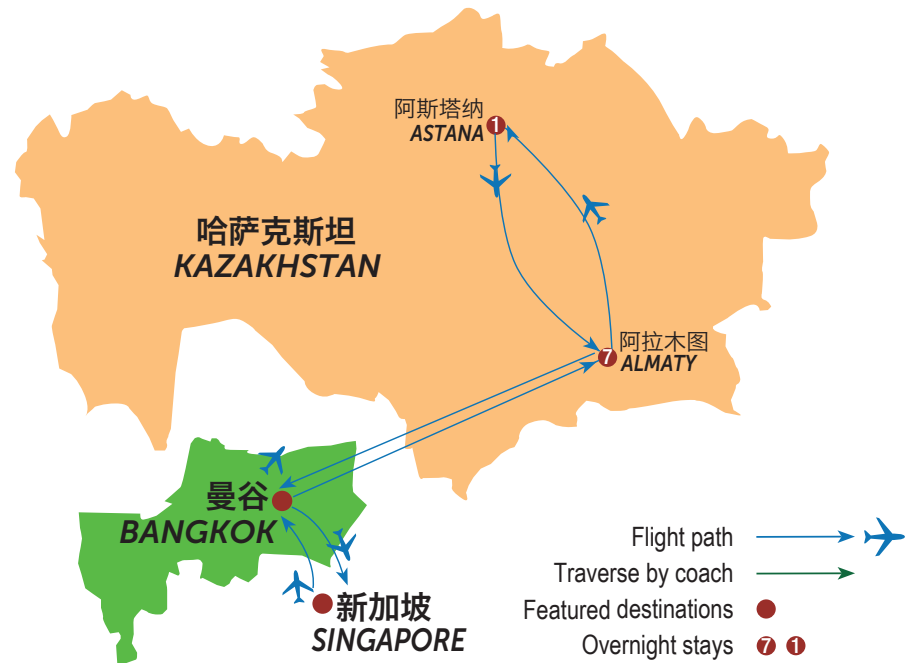 阿斯塔纳
ASTANA
1
哈萨克斯坦
KAZAKHSTAN
阿拉木图
7
ALMATY
曼谷
BANGKOK
新加坡
SINGAPORE
Flight path
Traverse by coach
Featured destinations
Overnight stays 7 1